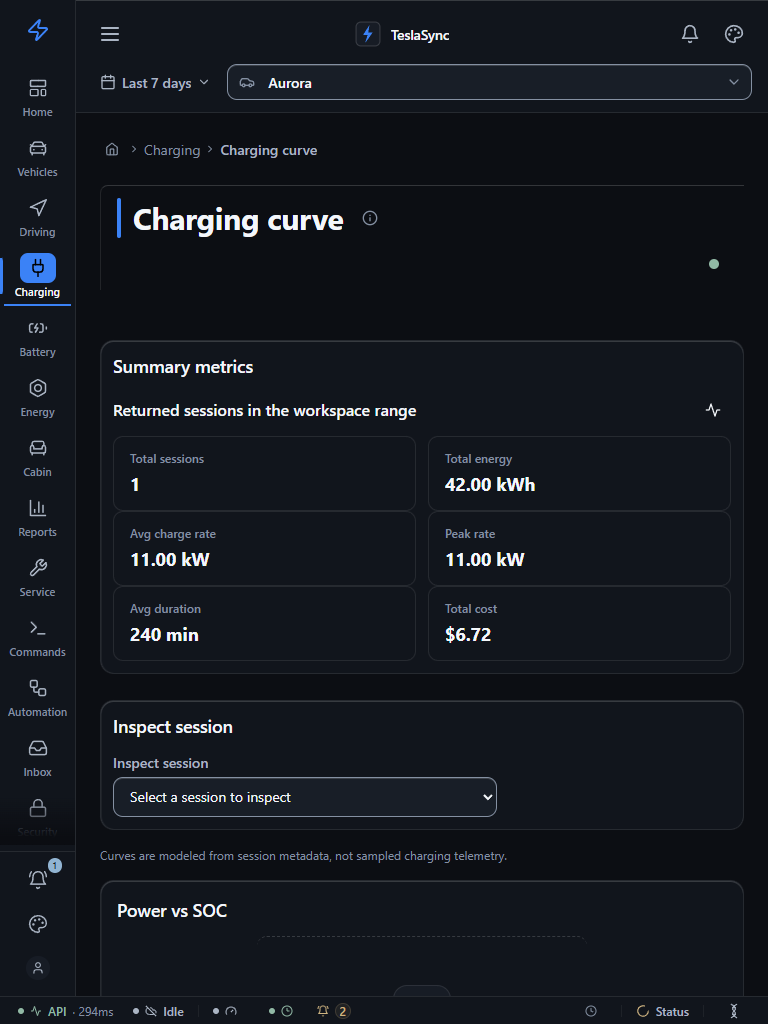 TeslaSync
Last 7 days
Aurora
Home
Vehicles
Driving
Charging
Battery
Energy
Cabin
Reports
Service
Commands
Automation
Inbox
Security
1
Charging > Charging curve
Charging curve
Summary metrics
Returned sessions in the workspace range
Total sessions
1
Total energy
42.00 kWh
Avg charge rate
11.00 kW
Peak rate
11.00 kW
Avg duration
240 min
Total cost
$6.72
Inspect session
Inspect session
Select a session to inspect
Curves are modeled from session metadata, not sampled charging telemetry.
Power vs SOC
API · 294ms
Idle
2
Status